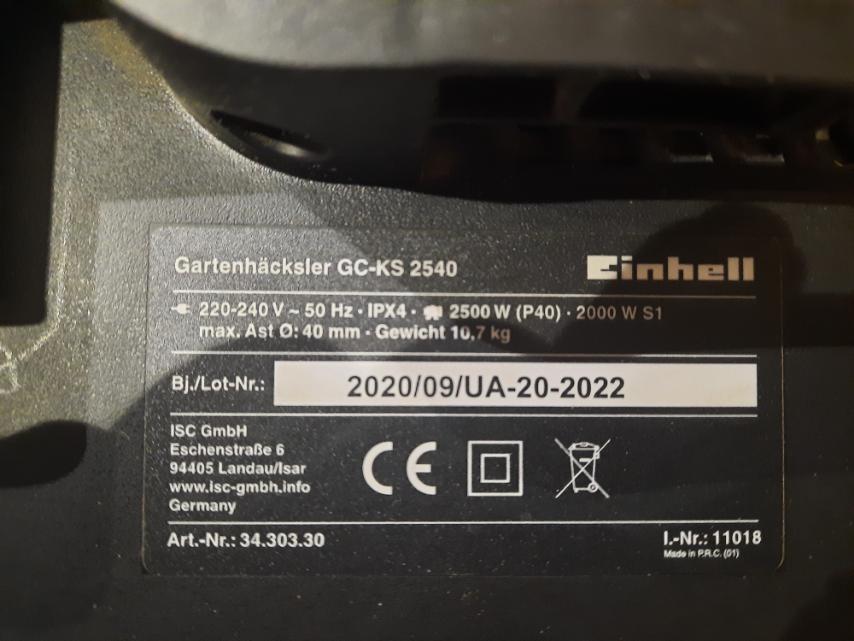 Gartenhäcksler GC-KS 2540 Einhell
220-240 V ~ 50 Hz · IPX4 · 2500 W (P40) · 2000 W S1
max. Ast Ø: 40 mm · Gewicht 10,7 kg
Bj./Lot-Nr.: 2020/09/UA-20-2022
ISC GmbH
Eschenstraße 6
94405 Landau/Isar
www.isc-gmbh.info
Germany
CE
Art.-Nr.: 34.303.30 I.-Nr.: 11018
Made in P.R.C. (01)